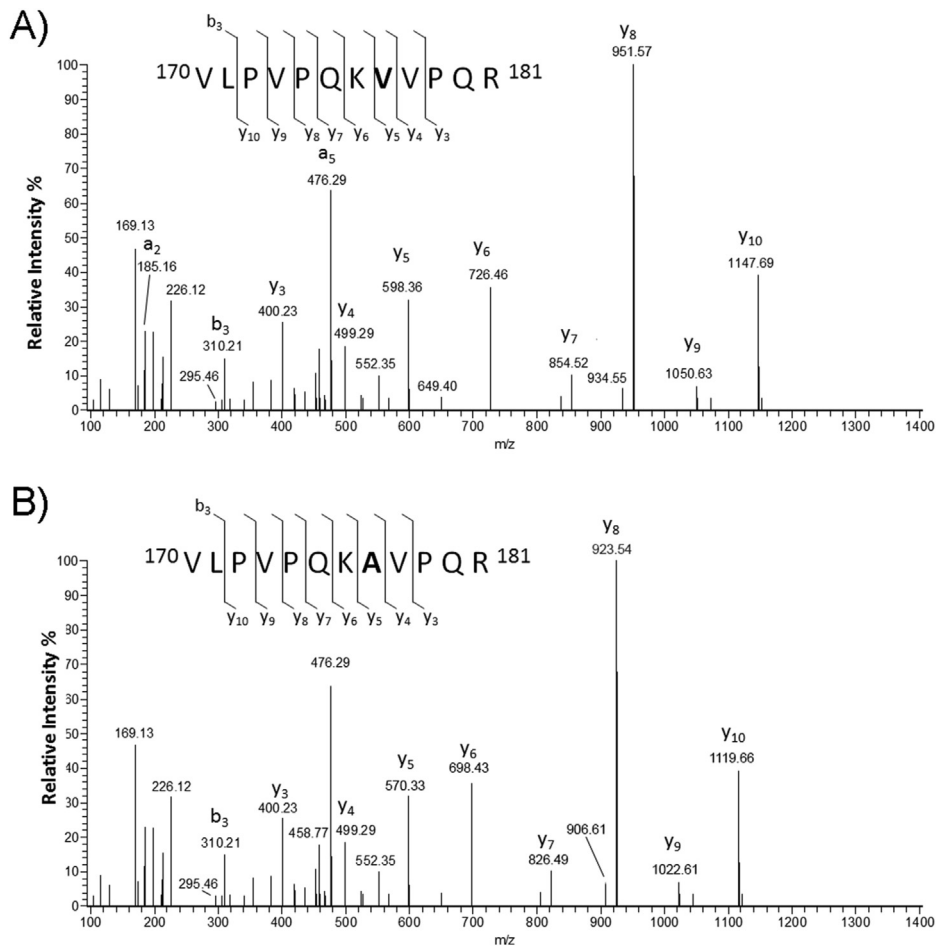 A)
b3
170 VLPVPQKVVPQR 181
y10 y9 y8 y7 y6 y5 y4 y3
y8
951.57
a5
476.29
169.13
a2
185.16
226.12
y3
400.23
b3
310.21
295.46
y4
499.29
552.35
y5
598.36
649.40
y6
726.46
y7
854.52
934.55
y9
1050.63
y10
1147.69
Relative Intensity %
100
90
80
70
60
50
40
30
20
10
0
100 200 300 400 500 600 700 800 900 1000 1100 1200 1300 1400
m/z
B)
b3
170 VLPVPQKAVPQR 181
y10 y9 y8 y7 y6 y5 y4 y3
y8
923.54
476.29
169.13
226.12
b3
310.21
295.46
y3
400.23
458.77
y4
499.29
552.35
y5
570.33
y6
698.43
y7
826.49
906.61
y9
1022.61
y10
1119.66
Relative Intensity %
100
90
80
70
60
50
40
30
20
10
0
100 200 300 400 500 600 700 800 900 1000 1100 1200 1300 1400
m/z